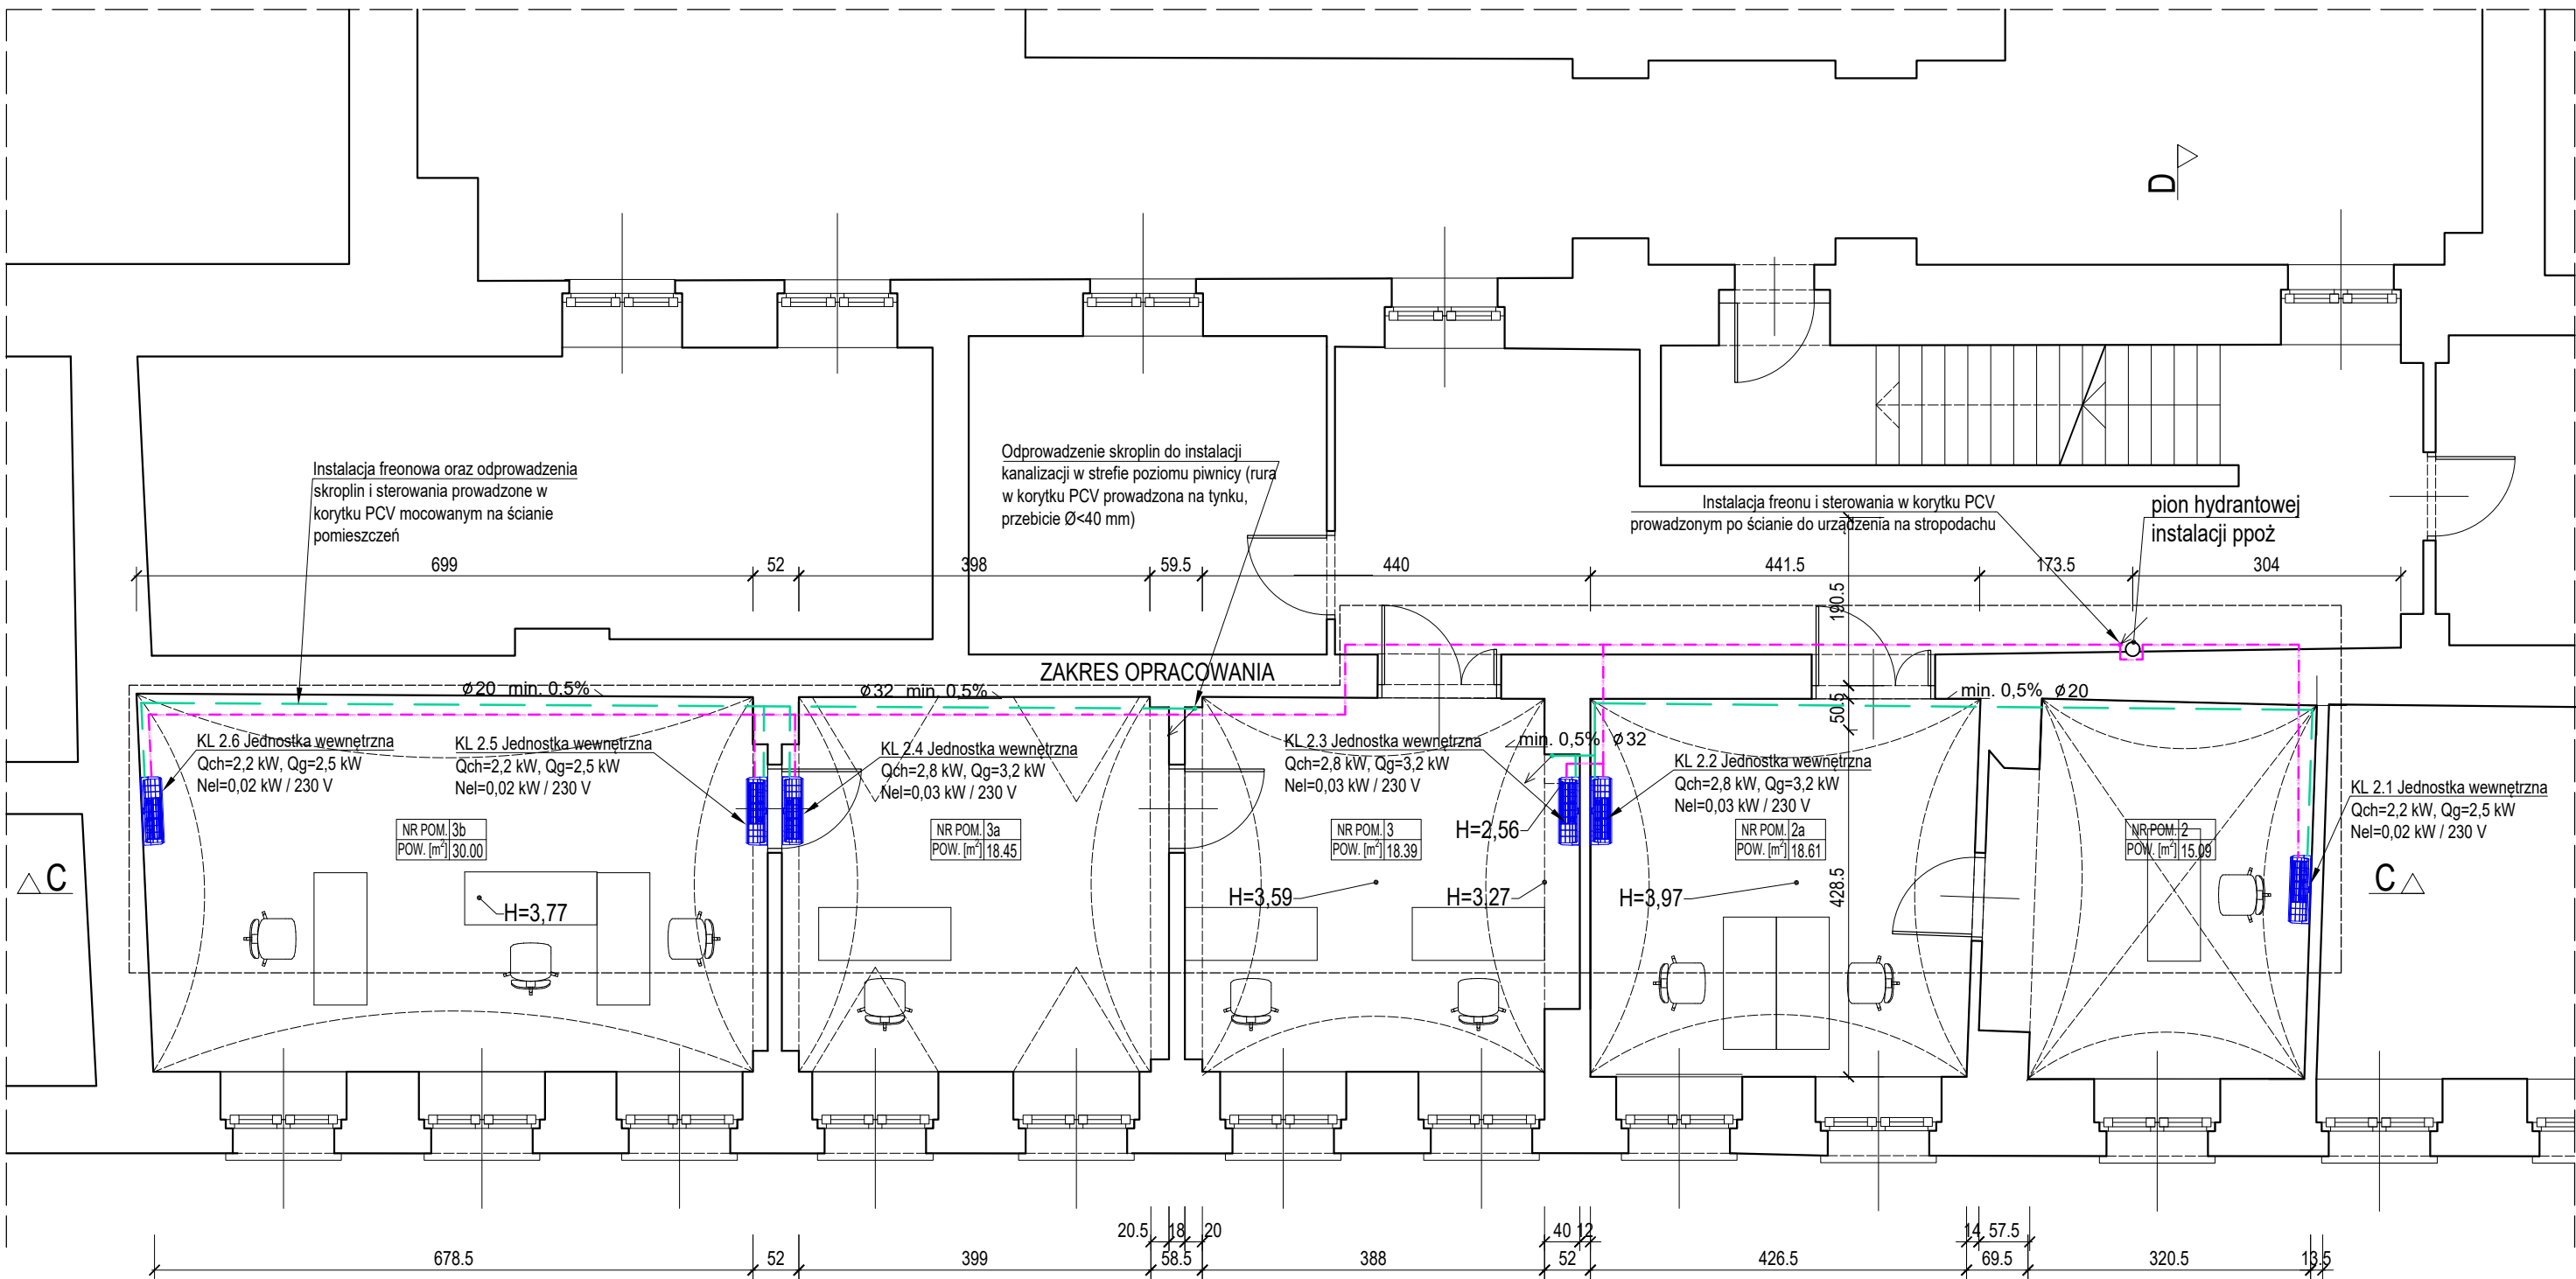 D
Instalacja freonowa oraz odprowadzenia
skroplin i sterowania prowadzone w
korytku PCV mocowanym na ścianie
pomieszczeń
Odprowadzenie skroplin do instalacji
kanalizacji w strefie poziomu piwnicy (rura
w korytku PCV prowadzona na tynku,
przebicie Ø<40 mm)
Instalacja freonu i sterowania w korytku PCV
prowadzonym po ścianie do urządzenia na stropodachu
pion hydrantowej
instalacji ppoż
699 52 398 59.5 440 441.5 173.5 304
190.5
50.5
428.5
ZAKRES OPRACOWANIA
ø20 min. 0,5%
ø32 min. 0,5%
min. 0,5% ø20
min. 0,5% ø32
KL 2.6 Jednostka wewnętrzna
Qch=2,2 kW, Qg=2,5 kW
Nel=0,02 kW / 230 V
KL 2.5 Jednostka wewnętrzna
Qch=2,2 kW, Qg=2,5 kW
Nel=0,02 kW / 230 V
KL 2.4 Jednostka wewnętrzna
Qch=2,8 kW, Qg=3,2 kW
Nel=0,03 kW / 230 V
KL 2.3 Jednostka wewnętrzna
Qch=2,8 kW, Qg=3,2 kW
Nel=0,03 kW / 230 V
KL 2.2 Jednostka wewnętrzna
Qch=2,8 kW, Qg=3,2 kW
Nel=0,03 kW / 230 V
KL 2.1 Jednostka wewnętrzna
Qch=2,2 kW, Qg=2,5 kW
Nel=0,02 kW / 230 V
NR POM. 3b
POW. [m²] 30.00
NR POM. 3a
POW. [m²] 18.45
NR POM. 3
POW. [m²] 18.39
NR POM. 2a
POW. [m²] 18.61
NR POM. 2
POW. [m²] 15.09
H=2,56
C
C
H=3,77
H=3,59
H=3,27
H=3,97
20.5 18 20 40 12 14 57.5
678.5 52 399 58.5 388 52 426.5 69.5 320.5 13.5